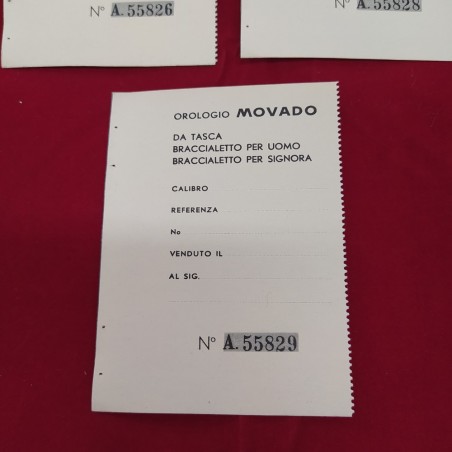 Nº A.55826
Nº A.55828
OROLOGIO MOVADO
DA TASCA
BRACCIALETTO PER UOMO
BRACCIALETTO PER SIGNORA
CALIBRO
REFERENZA
No
VENDUTO IL
AL SIG.
Nº A.55829